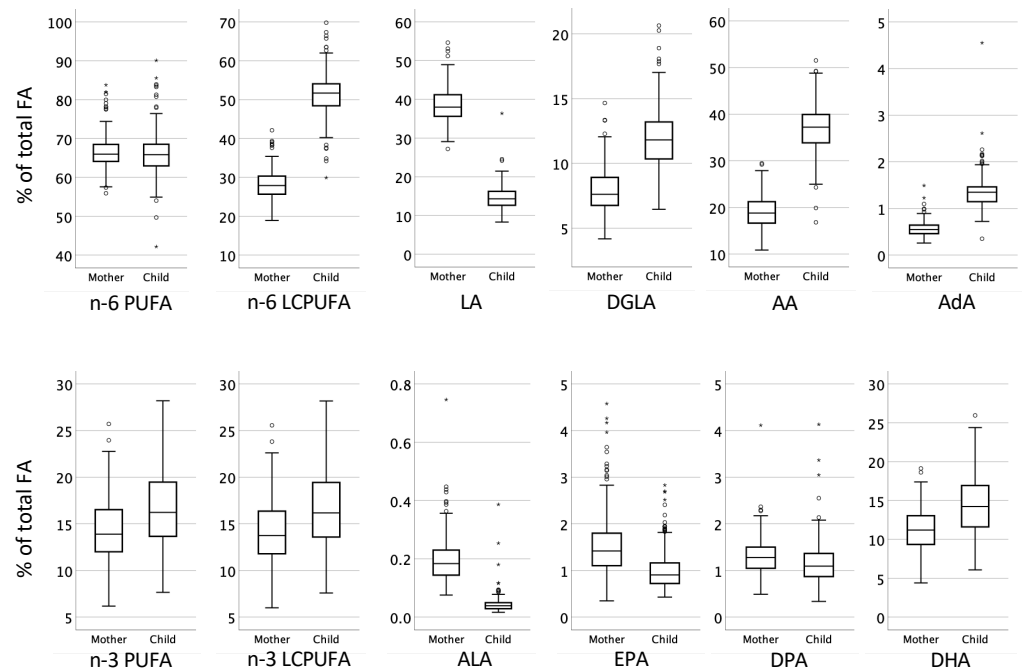 % of total FA
100
90
80
70
60
50
40
Mother Child
n-6 PUFA
70
60
50
40
30
20
10
Mother Child
n-6 LCPUFA
60
50
40
30
20
10
0
Mother Child
LA
20
15
10
5
Mother Child
DGLA
60
50
40
30
20
10
Mother Child
AA
5
4
3
2
1
0
Mother Child
AdA
% of total FA
30
25
20
15
10
5
Mother Child
n-3 PUFA
30
25
20
15
10
5
Mother Child
n-3 LCPUFA
0.8
0.6
0.4
0.2
0.0
Mother Child
ALA
5
4
3
2
1
0
Mother Child
EPA
5
4
3
2
1
0
Mother Child
DPA
30
25
20
15
10
5
0
Mother Child
DHA